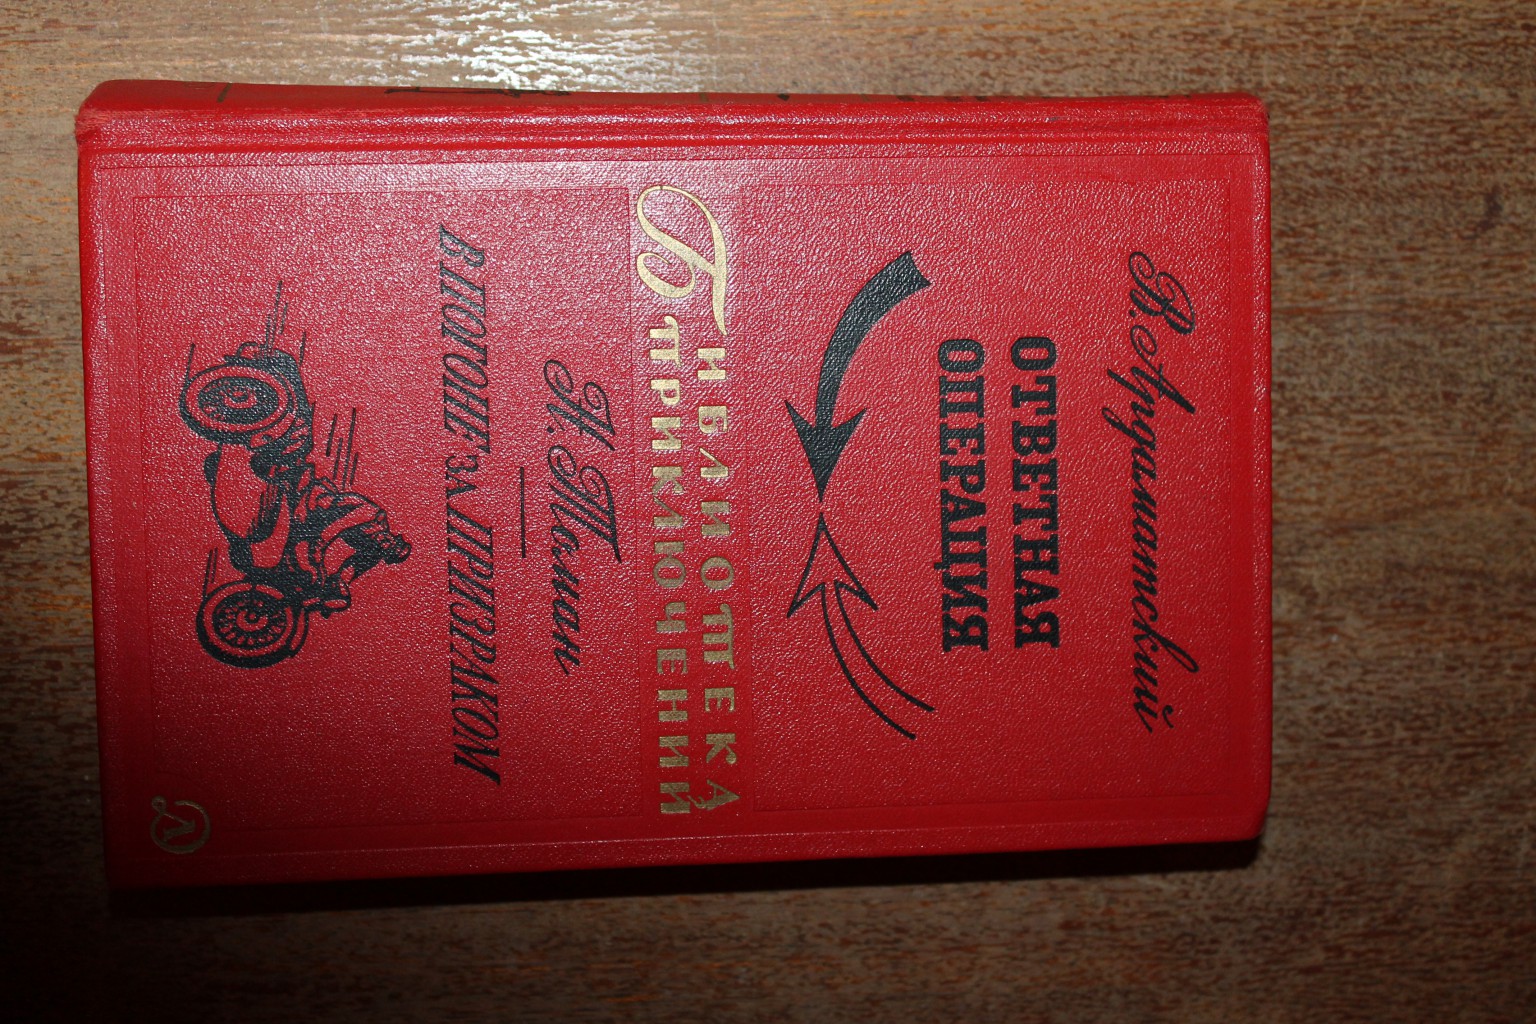 В. Ардаматский
ОТВЕТНАЯ
ОПЕРАЦИЯ
Библиотека
приключений
Н. Томан
В ПОГОНЕ ЗА ПРИЗРАКОМ